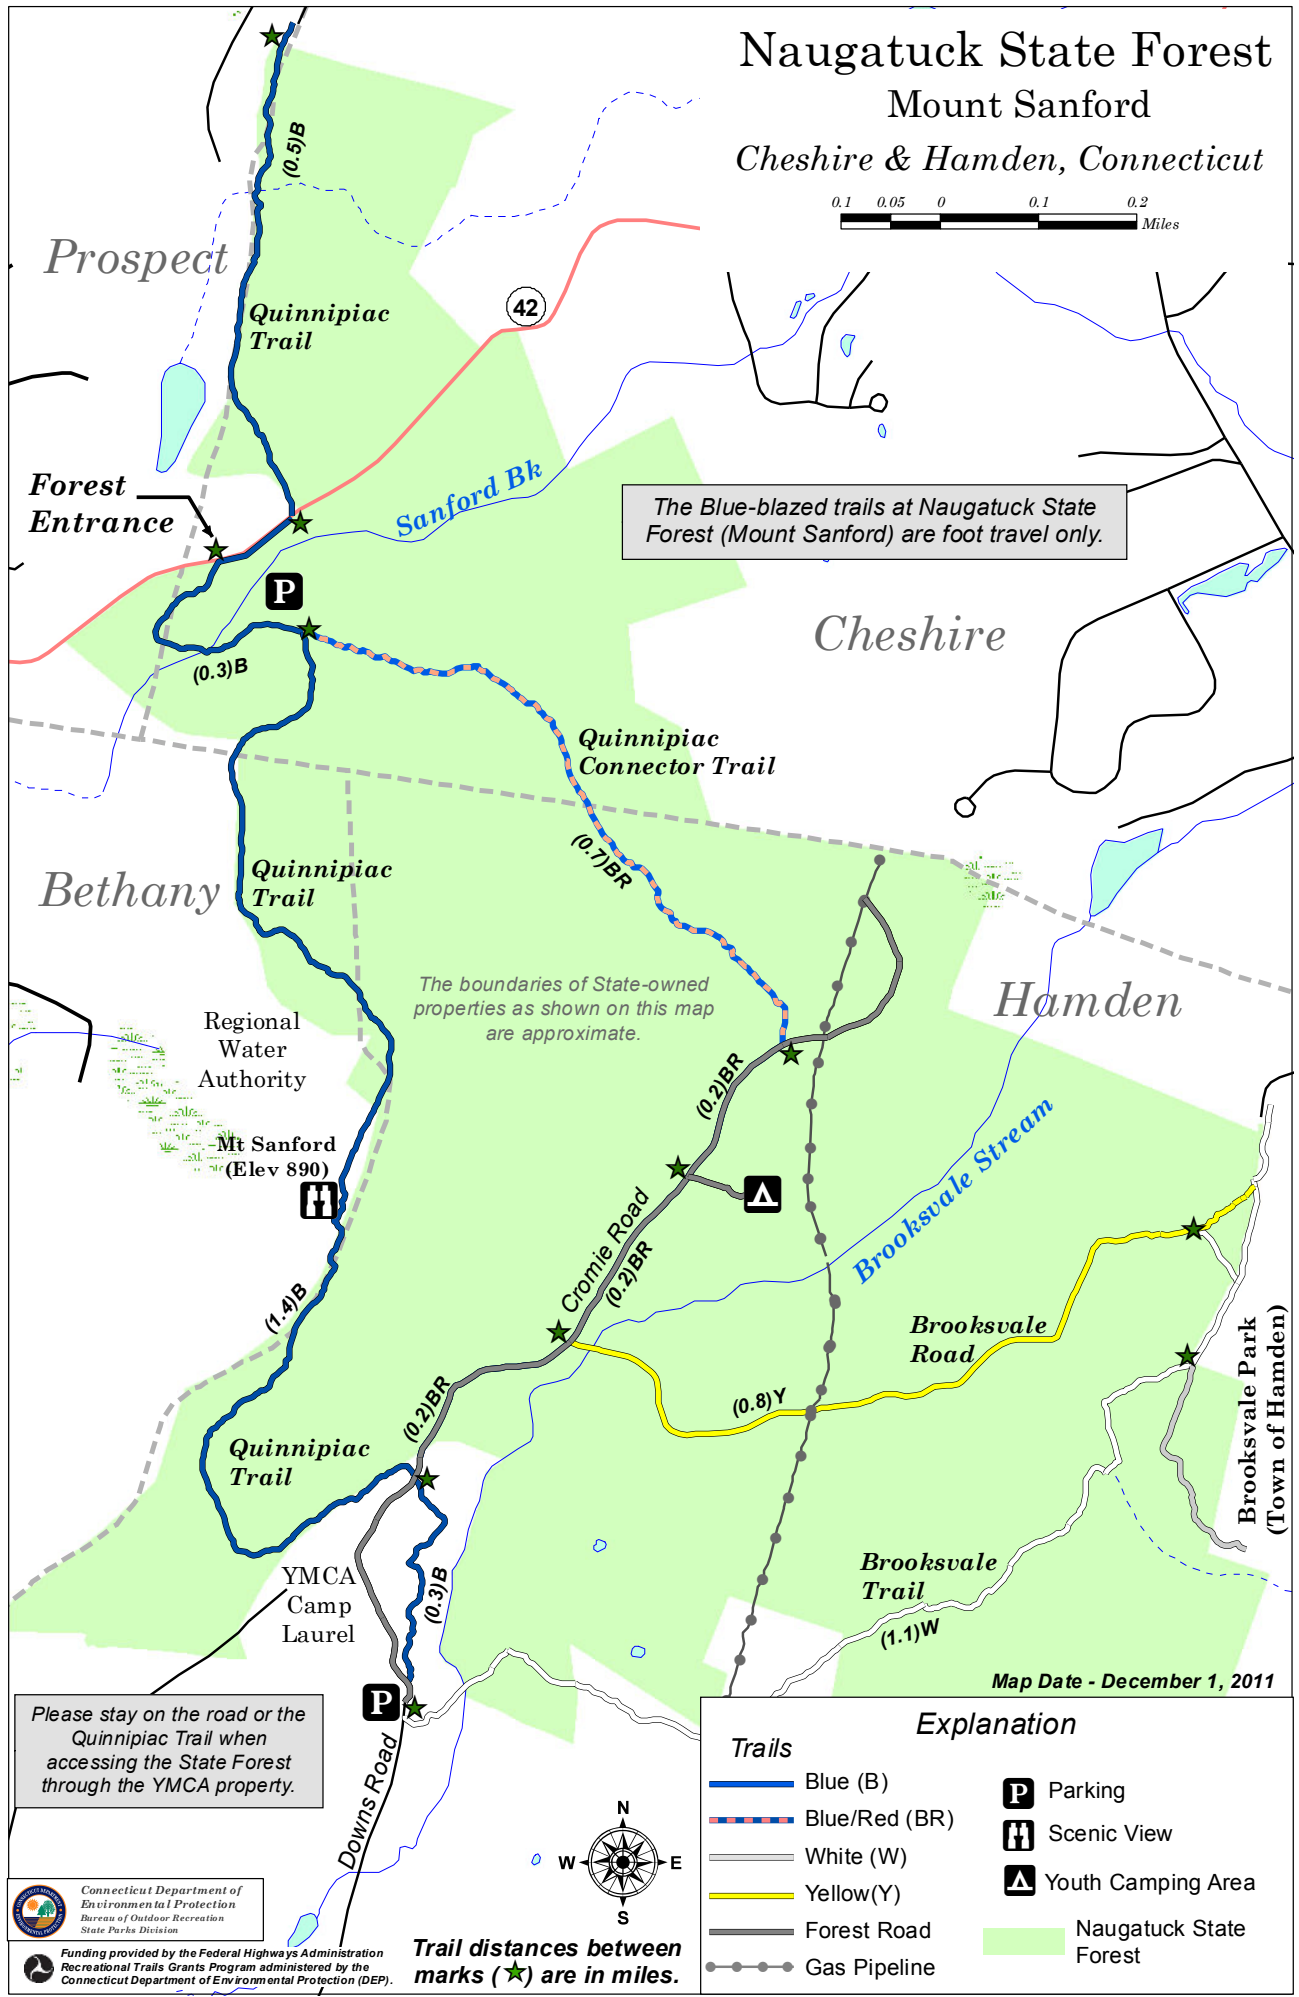 Naugatuck State Forest
Mount Sanford
Cheshire & Hamden, Connecticut
0.1 0.05 0 0.1 0.2
Miles
(0.5)B
Prospect
Quinnipiac
Trail
42
Forest
Entrance
Sanford Bk
The Blue-blazed trails at Naugatuck State
Forest (Mount Sanford) are foot travel only.
P
Cheshire
(0.3)B
Quinnipiac
Connector Trail
(0.7)BR
Bethany
Quinnipiac
Trail
The boundaries of State-owned
properties as shown on this map
are approximate.
Hamden
Regional
Water
Authority
(0.2)BR
Mt Sanford
(Elev 890)
Brooksvale Stream
Cromie Road
(0.2)BR
(1.4)B
Brooksvale
Road
Brooksvale Park
(Town of Hamden)
(0.2)BR
(0.8)Y
Quinnipiac
Trail
YMCA
Camp
Laurel
(0.3)B
Brooksvale
Trail
(1.1)W
P
Map Date - December 1, 2011
Please stay on the road or the
Quinnipiac Trail when
accessing the State Forest
through the YMCA property.
Downs Road
N
W E
S
Explanation
Trails
Blue (B)
Blue/Red (BR)
White (W)
Yellow(Y)
Forest Road
Gas Pipeline
P Parking
Scenic View
Youth Camping Area
Naugatuck State
Forest
Connecticut Department of
Environmental Protection
Bureau of Outdoor Recreation
State Parks Division
Funding provided by the Federal Highways Administration
Recreational Trails Grants Program administered by the
Connecticut Department of Environmental Protection (DEP).
Trail distances between
marks (★) are in miles.